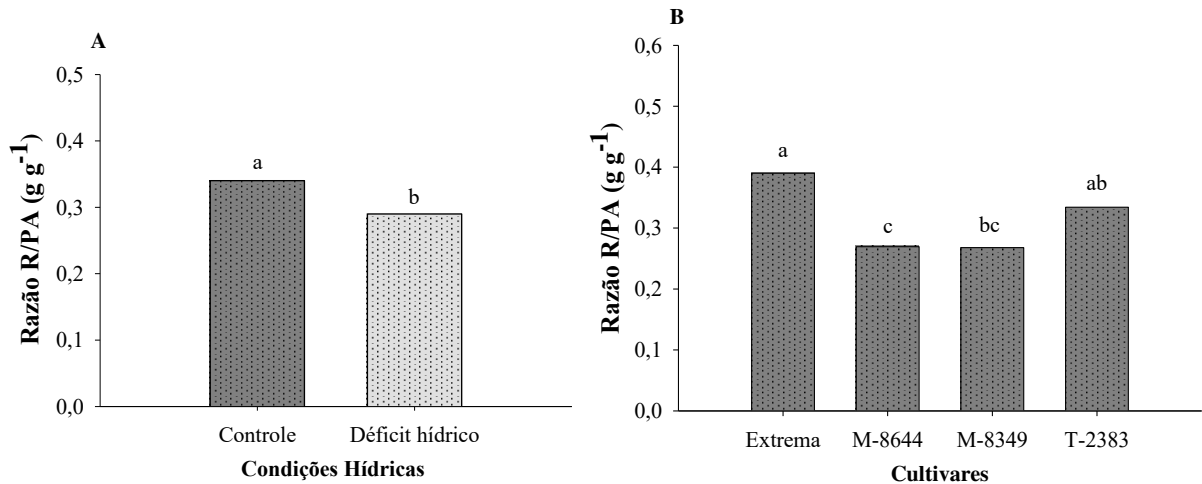 A
Razão R/PA (g g⁻¹)
0,5
0,4
0,3
0,2
0,1
0,0
a
b
Controle
Déficit hídrico
Condições Hídricas
B
Razão R/PA (g g⁻¹)
0,6
0,5
0,4
0,3
0,2
0,1
0,0
a
c
bc
ab
Extrema
M-8644
M-8349
T-2383
Cultivares